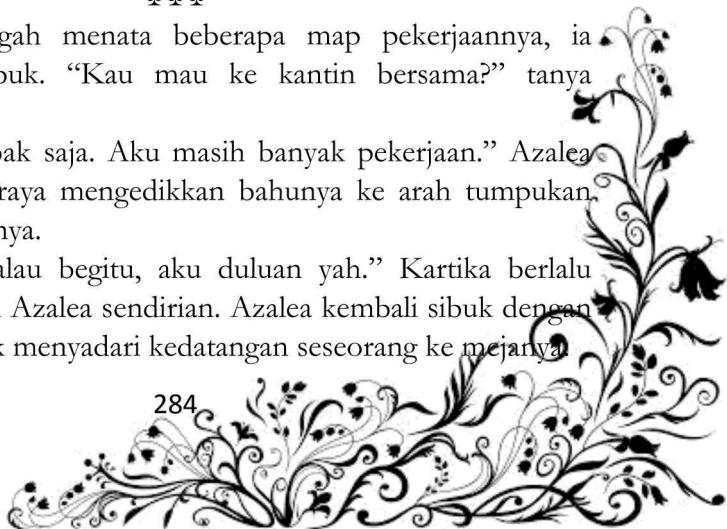 gah menata beberapa map pekerjaannya, ia
buk. “Kau mau ke kantin bersama?” tanya
ak saja. Aku masih banyak pekerjaan.” Azalea
raya mengedikkan bahunya ke arah tumpukan
nya.
alau begitu, aku duluan yah.” Kartika berlalu
Azalea sendirian. Azalea kembali sibuk dengan
k menyadari kedatangan seseorang ke mejanya.
284